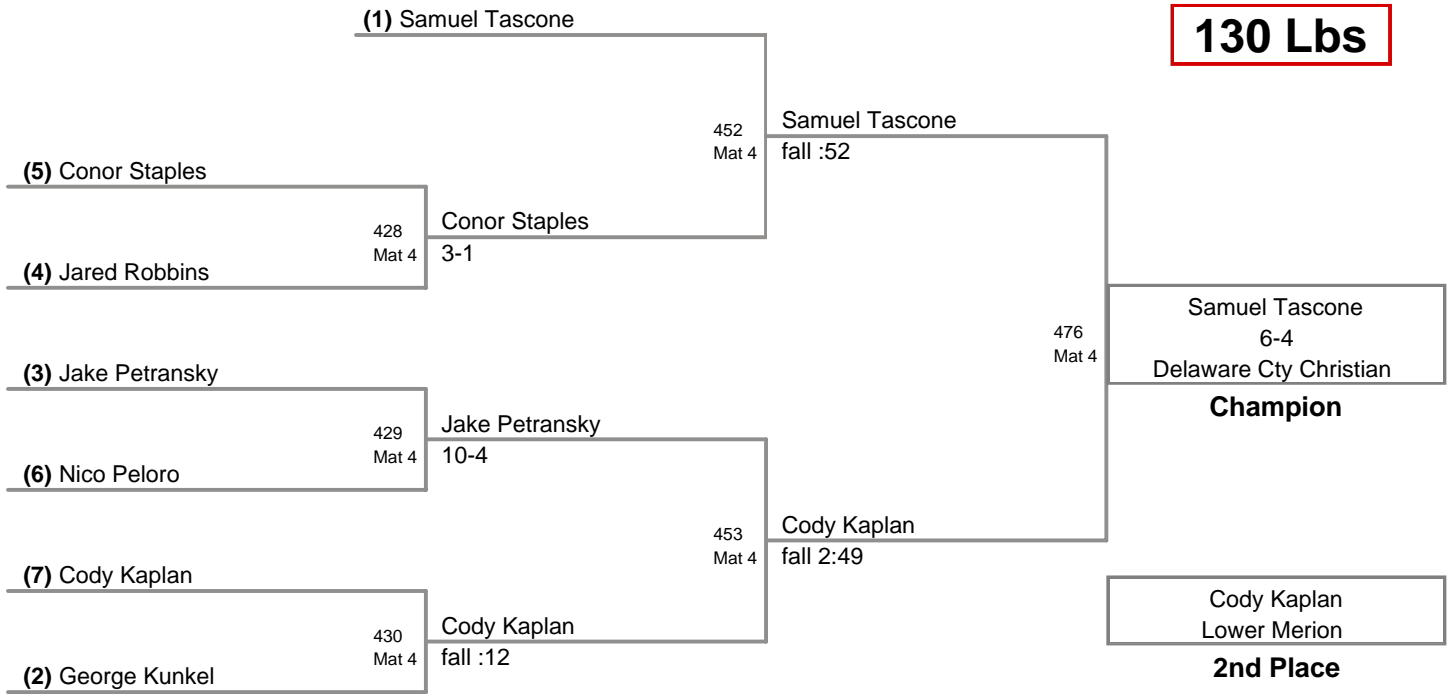 (1) Samuel Tascone
130 Lbs
452
Mat 4
Samuel Tascone
fall :52
(5) Conor Staples
428
Mat 4
Conor Staples
3-1
(4) Jared Robbins
476
Mat 4
Samuel Tascone
6-4
Delaware Cty Christian
Champion
(3) Jake Petransky
429
Mat 4
Jake Petransky
10-4
(6) Nico Peloro
453
Mat 4
Cody Kaplan
fall 2:49
(7) Cody Kaplan
430
Mat 4
Cody Kaplan
fall :12
(2) George Kunkel
Cody Kaplan
Lower Merion
2nd Place